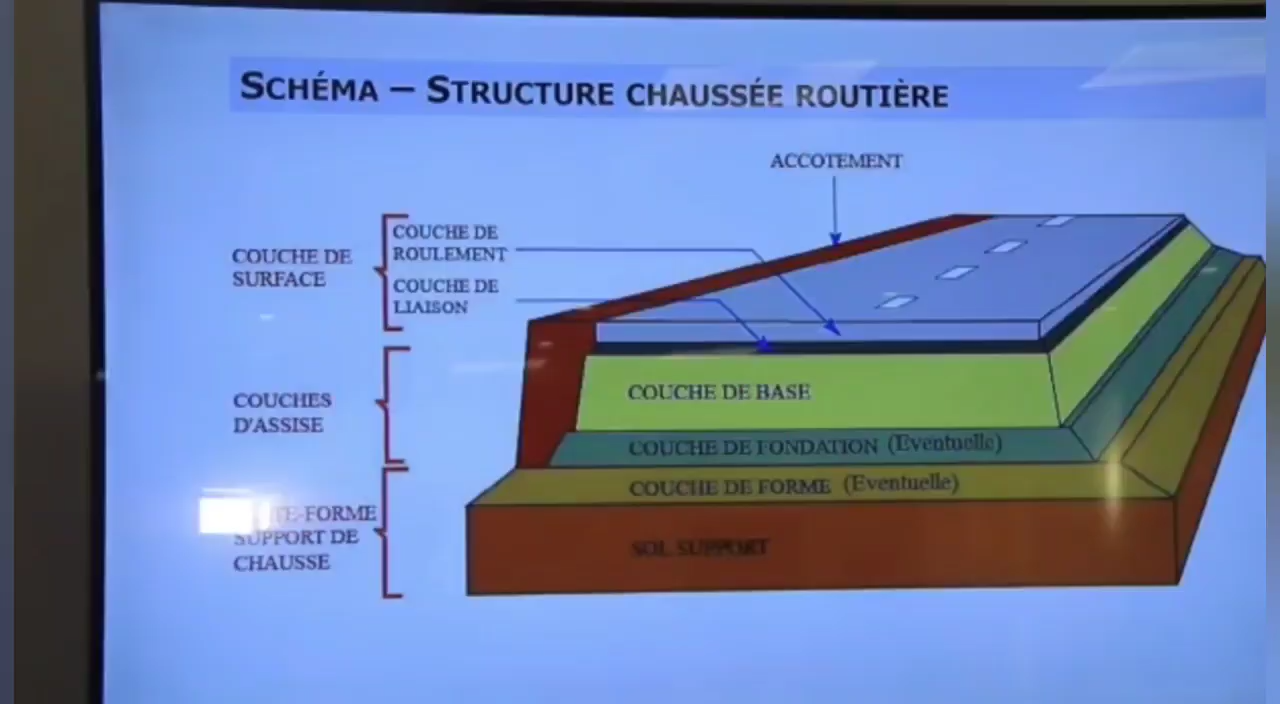 SCHÉMA – STRUCTURE CHAUSSÉE ROUTIÈRE
ACCOTEMENT
COUCHE DE
SURFACE
COUCHE DE
ROULEMENT
COUCHE DE
LIAISON
COUCHES
D'ASSISE
COUCHE DE BASE
COUCHE DE FONDATION (Eventuelle)
COUCHE DE FORME (Eventuelle)
SOL SUPPORT
TE-FORME
SUPPORT DE
CHAUSSE